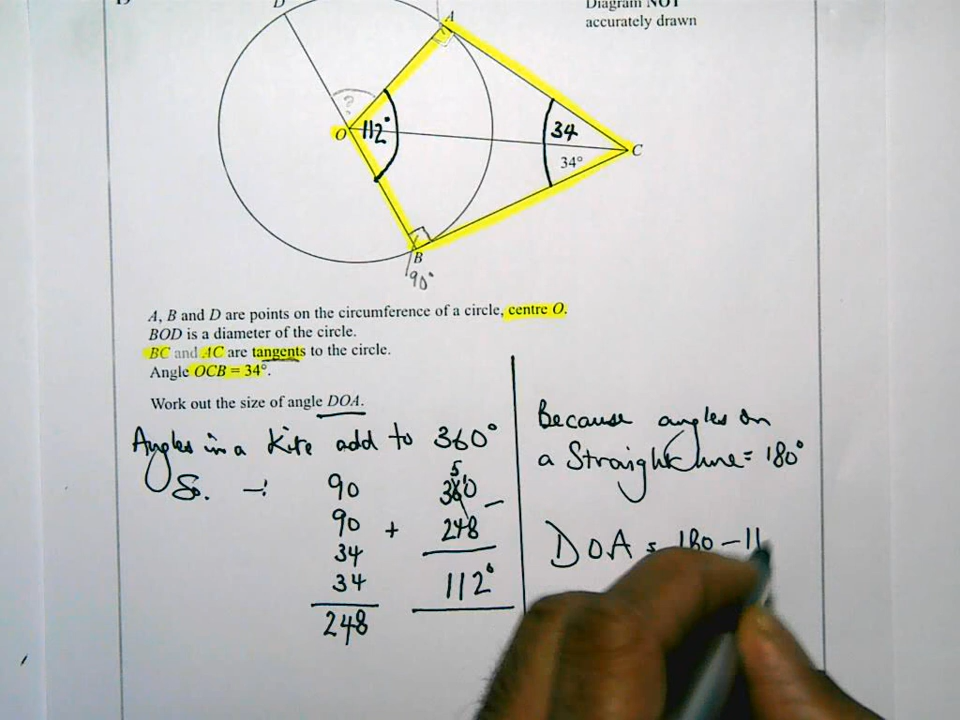 Diagram NOT
accurately drawn
D
A
?
O
112°
34
34°
C
B
90°
A, B and D are points on the circumference of a circle, centre O.
BOD is a diameter of the circle.
BC and AC are tangents to the circle.
Angle OCB = 34°.
Work out the size of angle DOA.
Angles in a Kite add to 360°
So.
90
90 +
34
34
248
5 1
360 -
248
112°
Because angles on
a Straight Line = 180°
DOA = 180 - 11